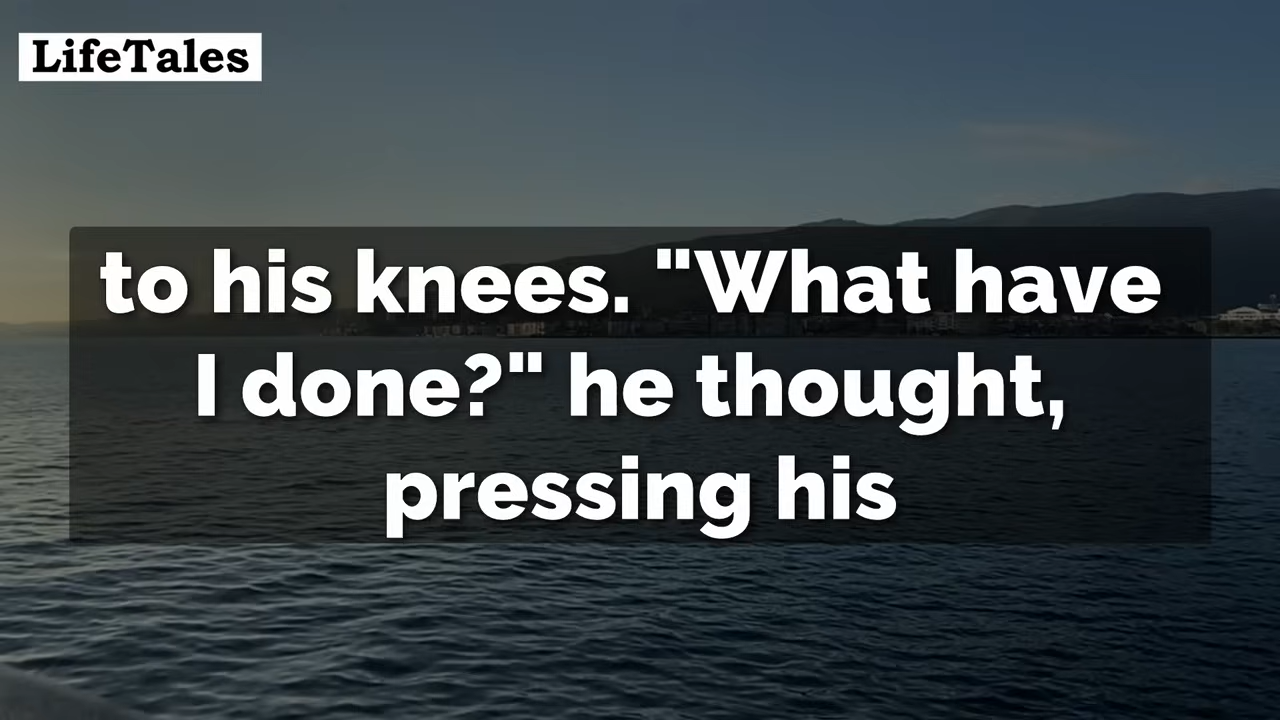 LifeTales
to his knees. "What have
I done?" he thought,
pressing his